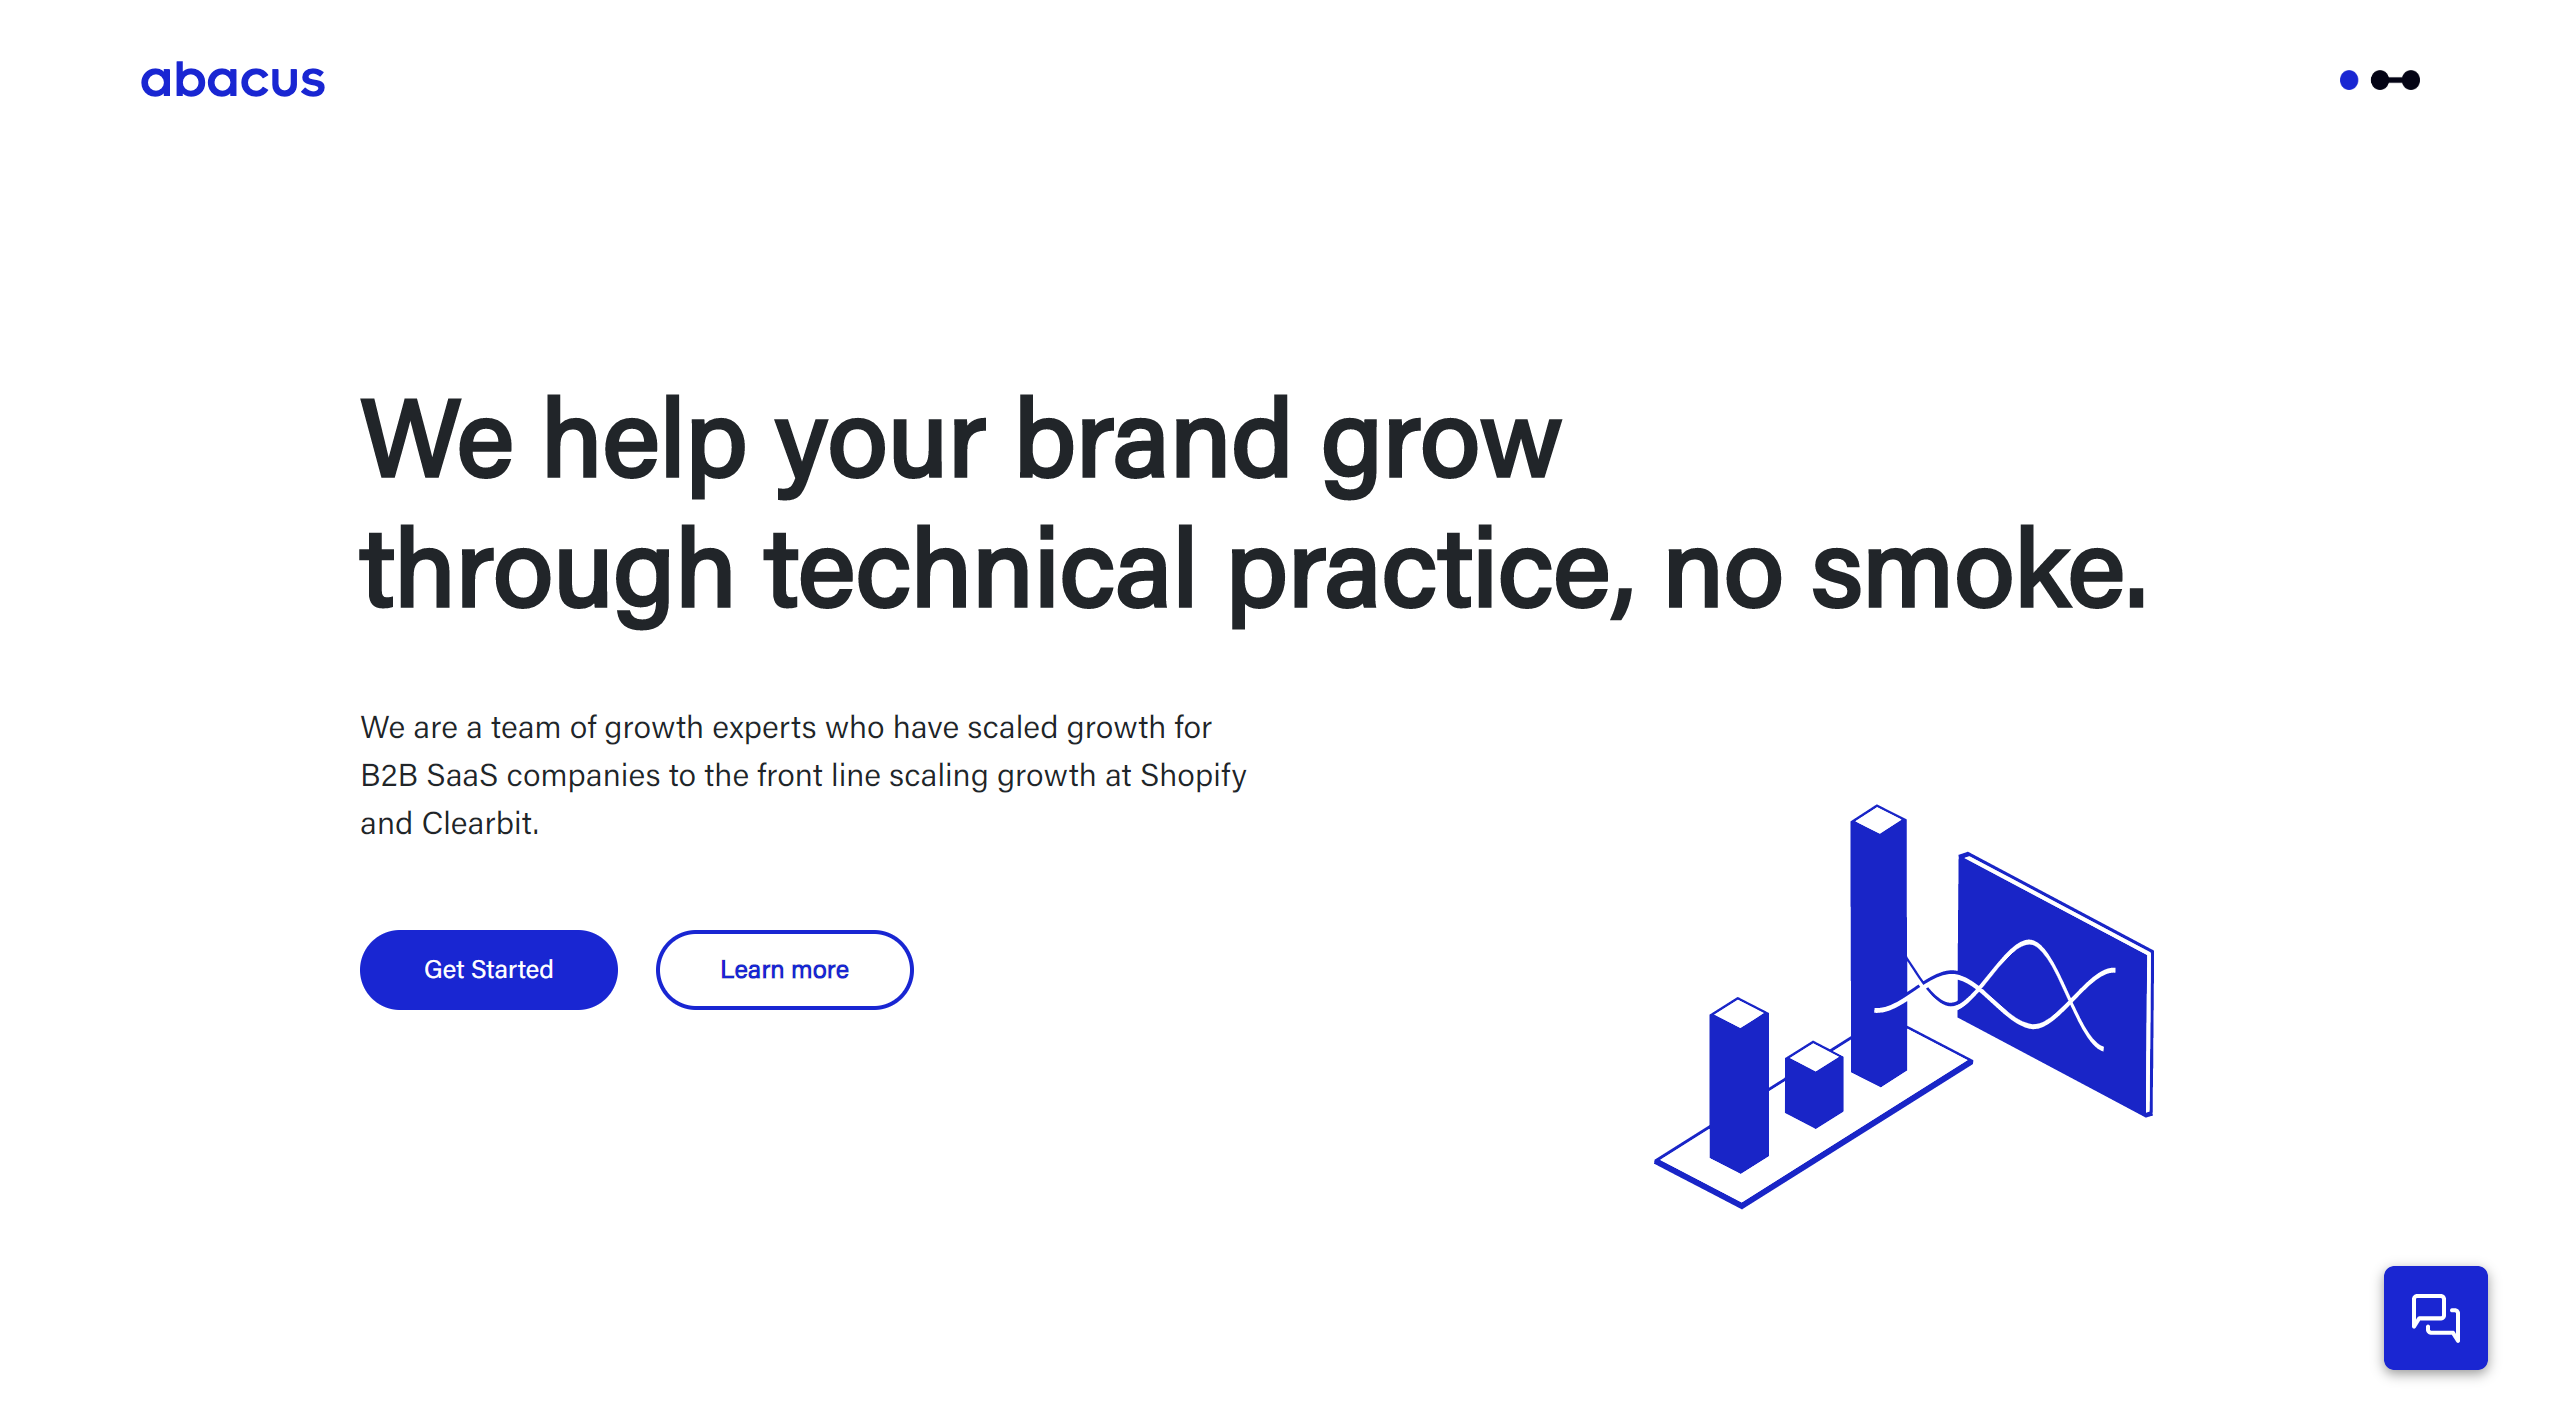 abacus
We help your brand grow
through technical practice, no smoke.
We are a team of growth experts who have scaled growth for
B2B SaaS companies to the front line scaling growth at Shopify
and Clearbit.
Get Started
Learn more